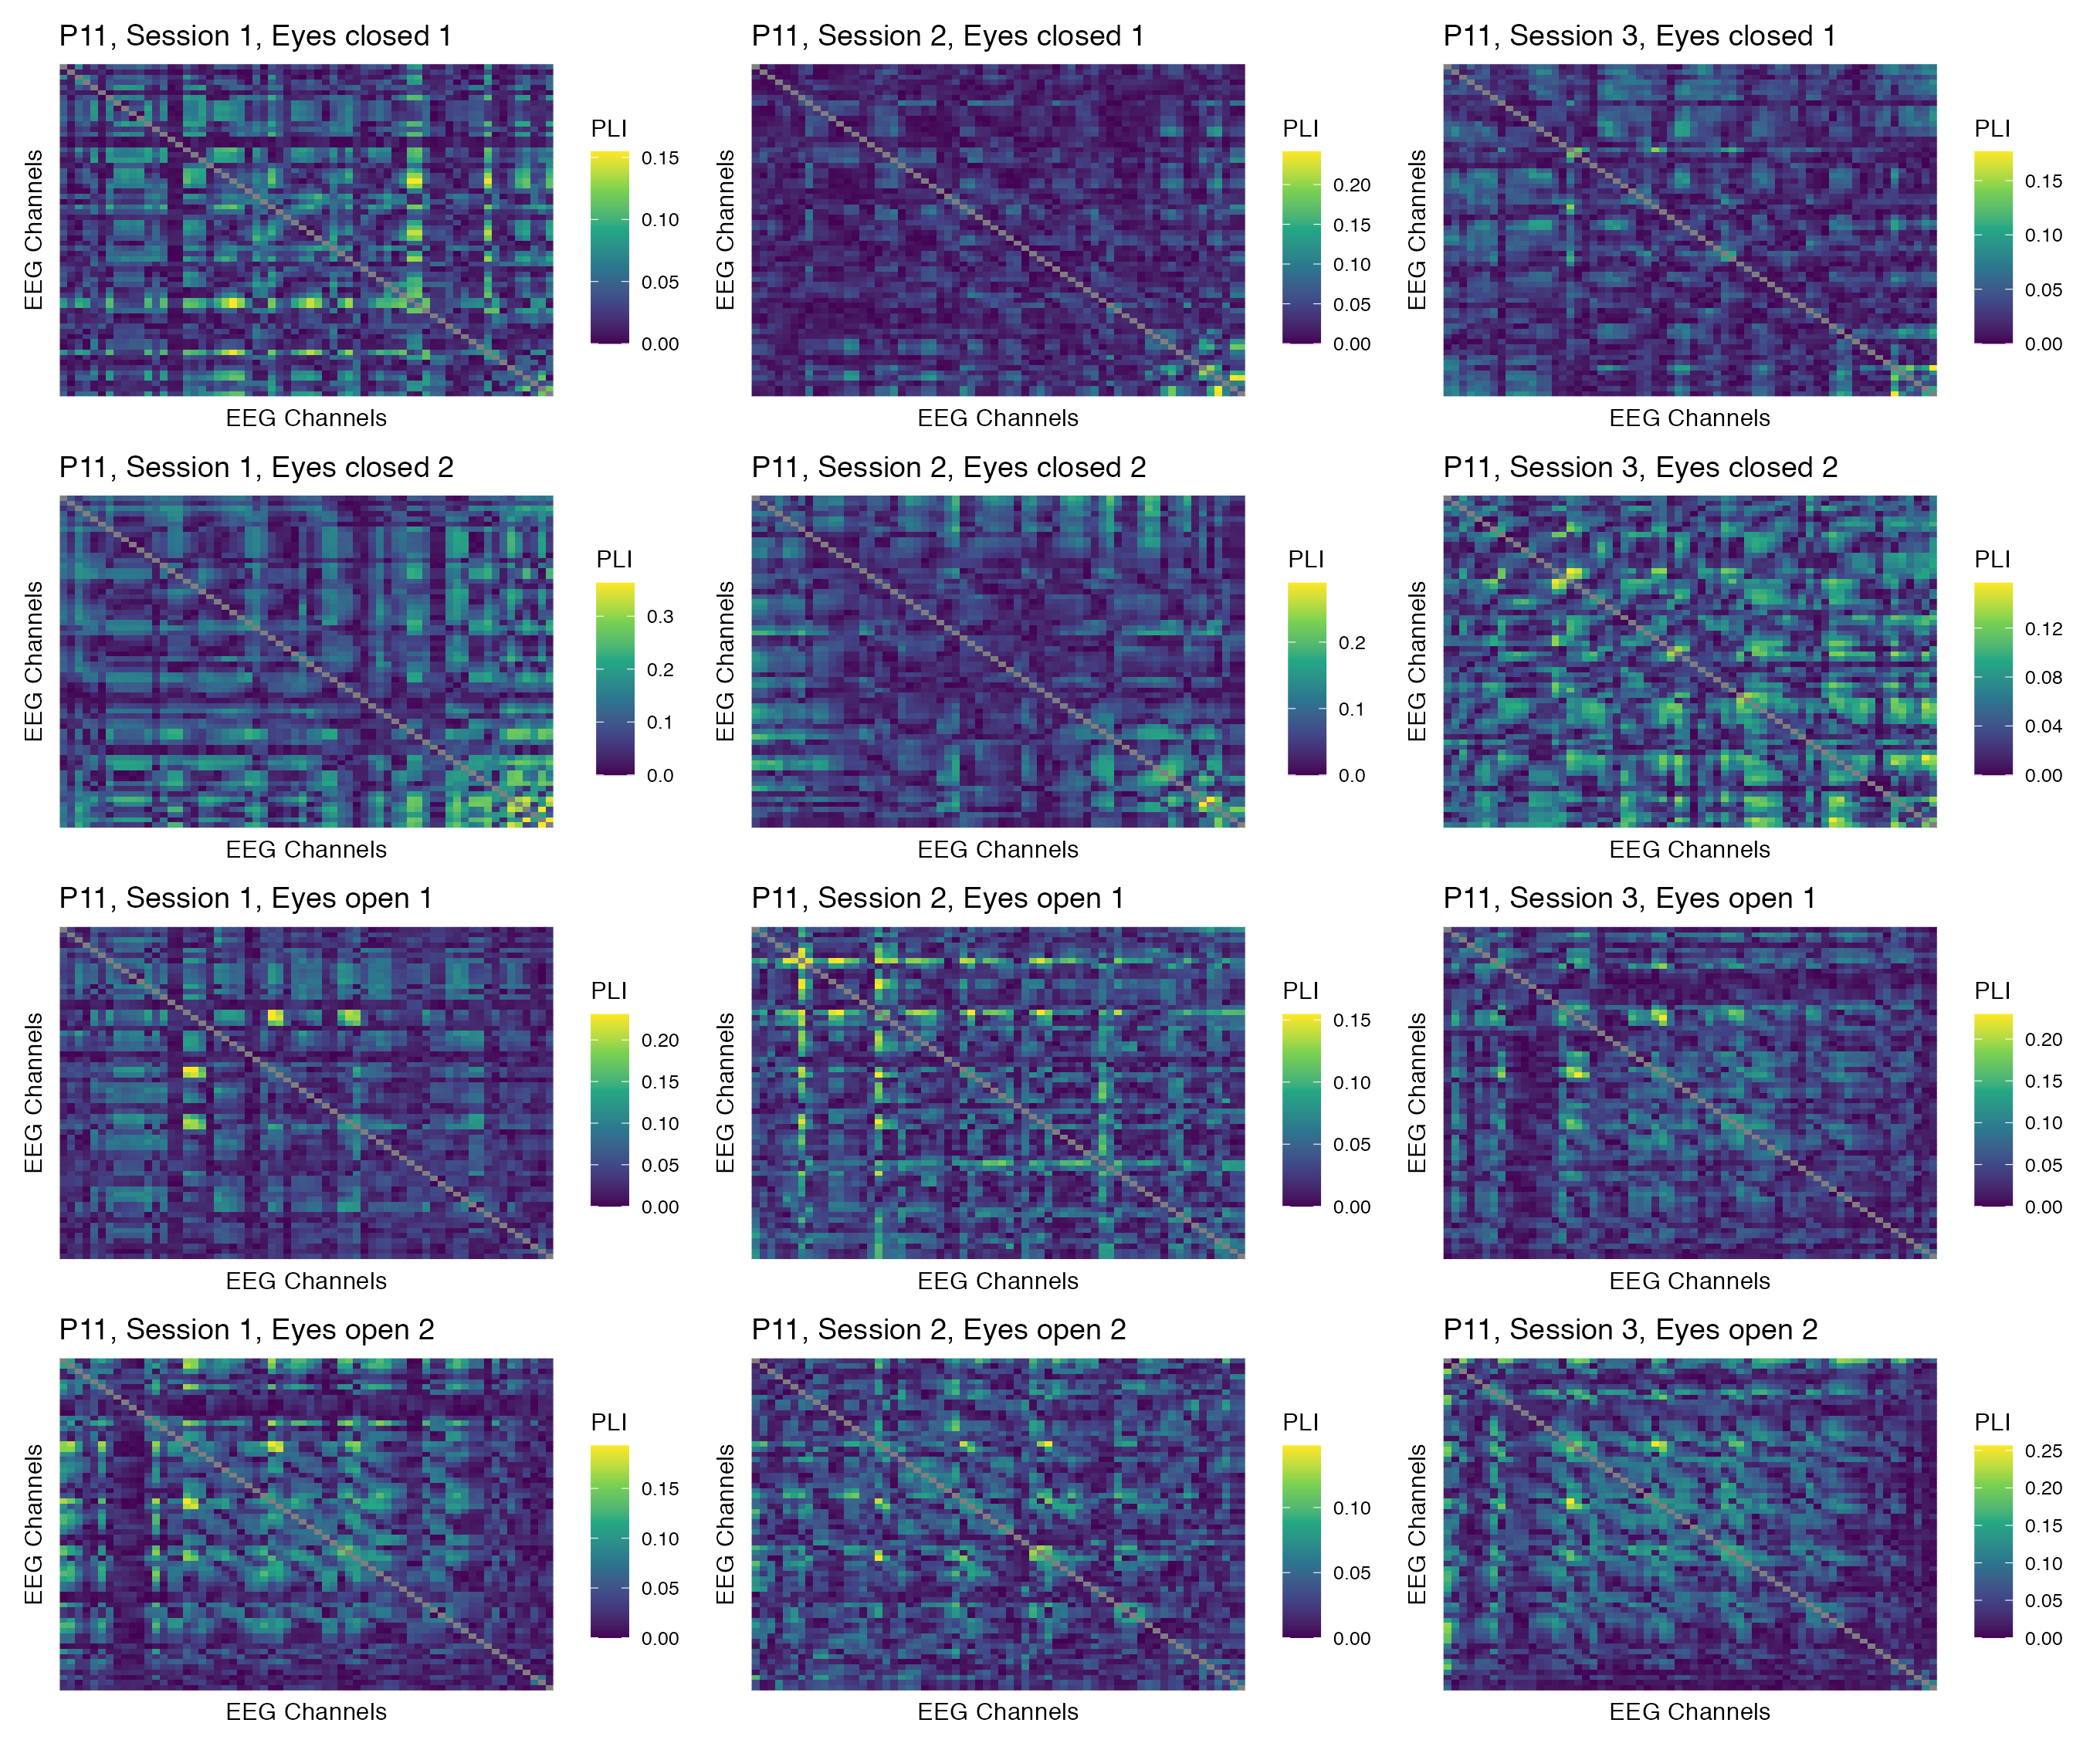 P11, Session 1, Eyes closed 1
P11, Session 2, Eyes closed 1
P11, Session 3, Eyes closed 1
EEG Channels
EEG Channels
PLI
0.15
0.10
0.05
0.00
EEG Channels
EEG Channels
PLI
0.20
0.15
0.10
0.05
0.00
EEG Channels
EEG Channels
PLI
0.15
0.10
0.05
0.00
P11, Session 1, Eyes closed 2
P11, Session 2, Eyes closed 2
P11, Session 3, Eyes closed 2
EEG Channels
EEG Channels
PLI
0.3
0.2
0.1
0.0
EEG Channels
EEG Channels
PLI
0.2
0.1
0.0
EEG Channels
EEG Channels
PLI
0.12
0.08
0.04
0.00
P11, Session 1, Eyes open 1
P11, Session 2, Eyes open 1
P11, Session 3, Eyes open 1
EEG Channels
EEG Channels
PLI
0.20
0.15
0.10
0.05
0.00
EEG Channels
EEG Channels
PLI
0.15
0.10
0.05
0.00
EEG Channels
EEG Channels
PLI
0.20
0.15
0.10
0.05
0.00
P11, Session 1, Eyes open 2
P11, Session 2, Eyes open 2
P11, Session 3, Eyes open 2
EEG Channels
EEG Channels
PLI
0.15
0.10
0.05
0.00
EEG Channels
EEG Channels
PLI
0.10
0.05
0.00
EEG Channels
EEG Channels
PLI
0.25
0.20
0.15
0.10
0.05
0.00